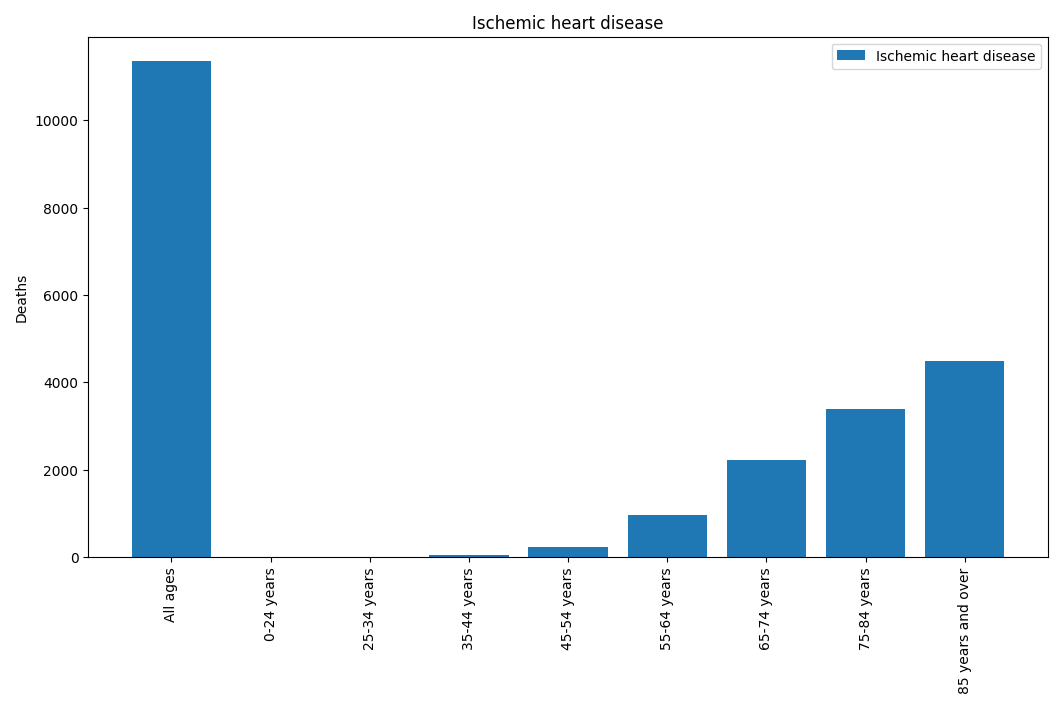 Ischemic heart disease
Ischemic heart disease
Deaths
10000
8000
6000
4000
2000
0
All ages
0-24 years
25-34 years
35-44 years
45-54 years
55-64 years
65-74 years
75-84 years
85 years and over